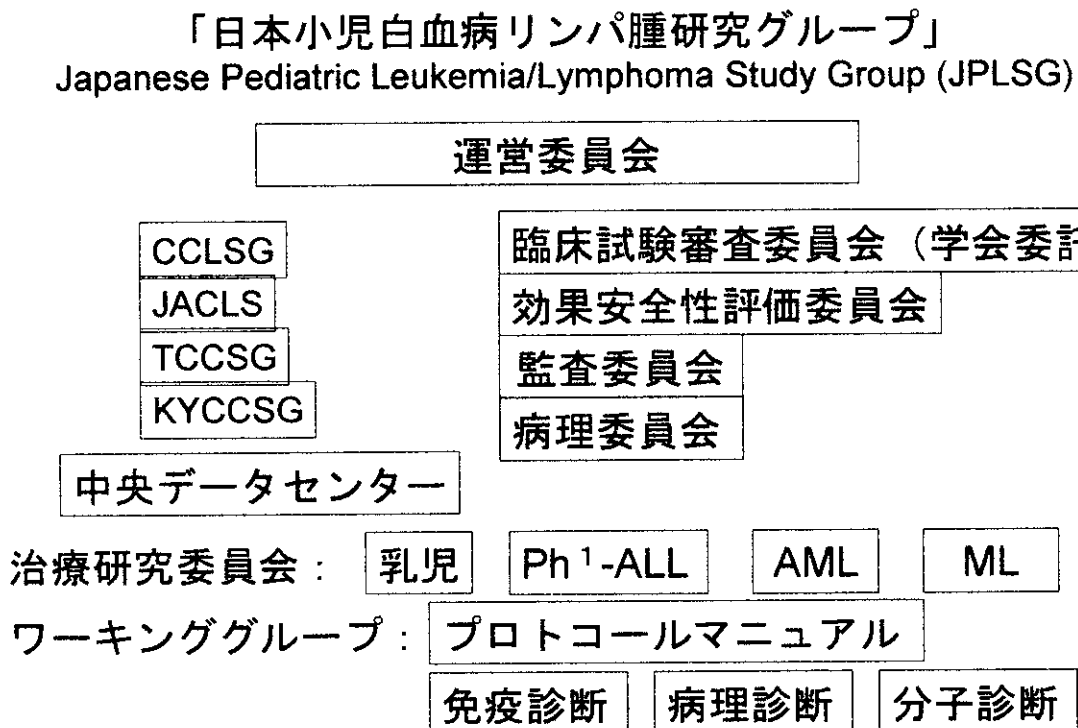 「日本小児白血病リンパ腫研究グループ」
Japanese Pediatric Leukemia/Lymphoma Study Group (JPLSG)
運営委員会
CCLSG
JACLS
TCCSG
KYCCSG
臨床試験審査委員会（学会委託
効果安全性評価委員会
監査委員会
病理委員会
中央データセンター
治療研究委員会： 乳児 Ph¹-ALL AML ML
ワーキンググループ： プロトコールマニュアル
免疫診断 病理診断 分子診断